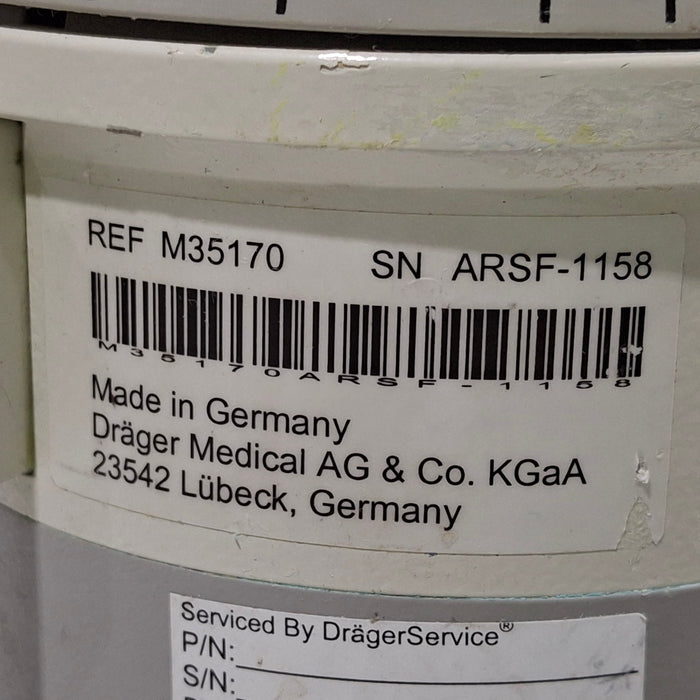 REF M35170 SN ARSF-1158
M35170ARSF-1158
Made in Germany
Dräger Medical AG & Co. KGaA
23542 Lübeck, Germany
Serviced By DrägerService®
P/N:
S/N: